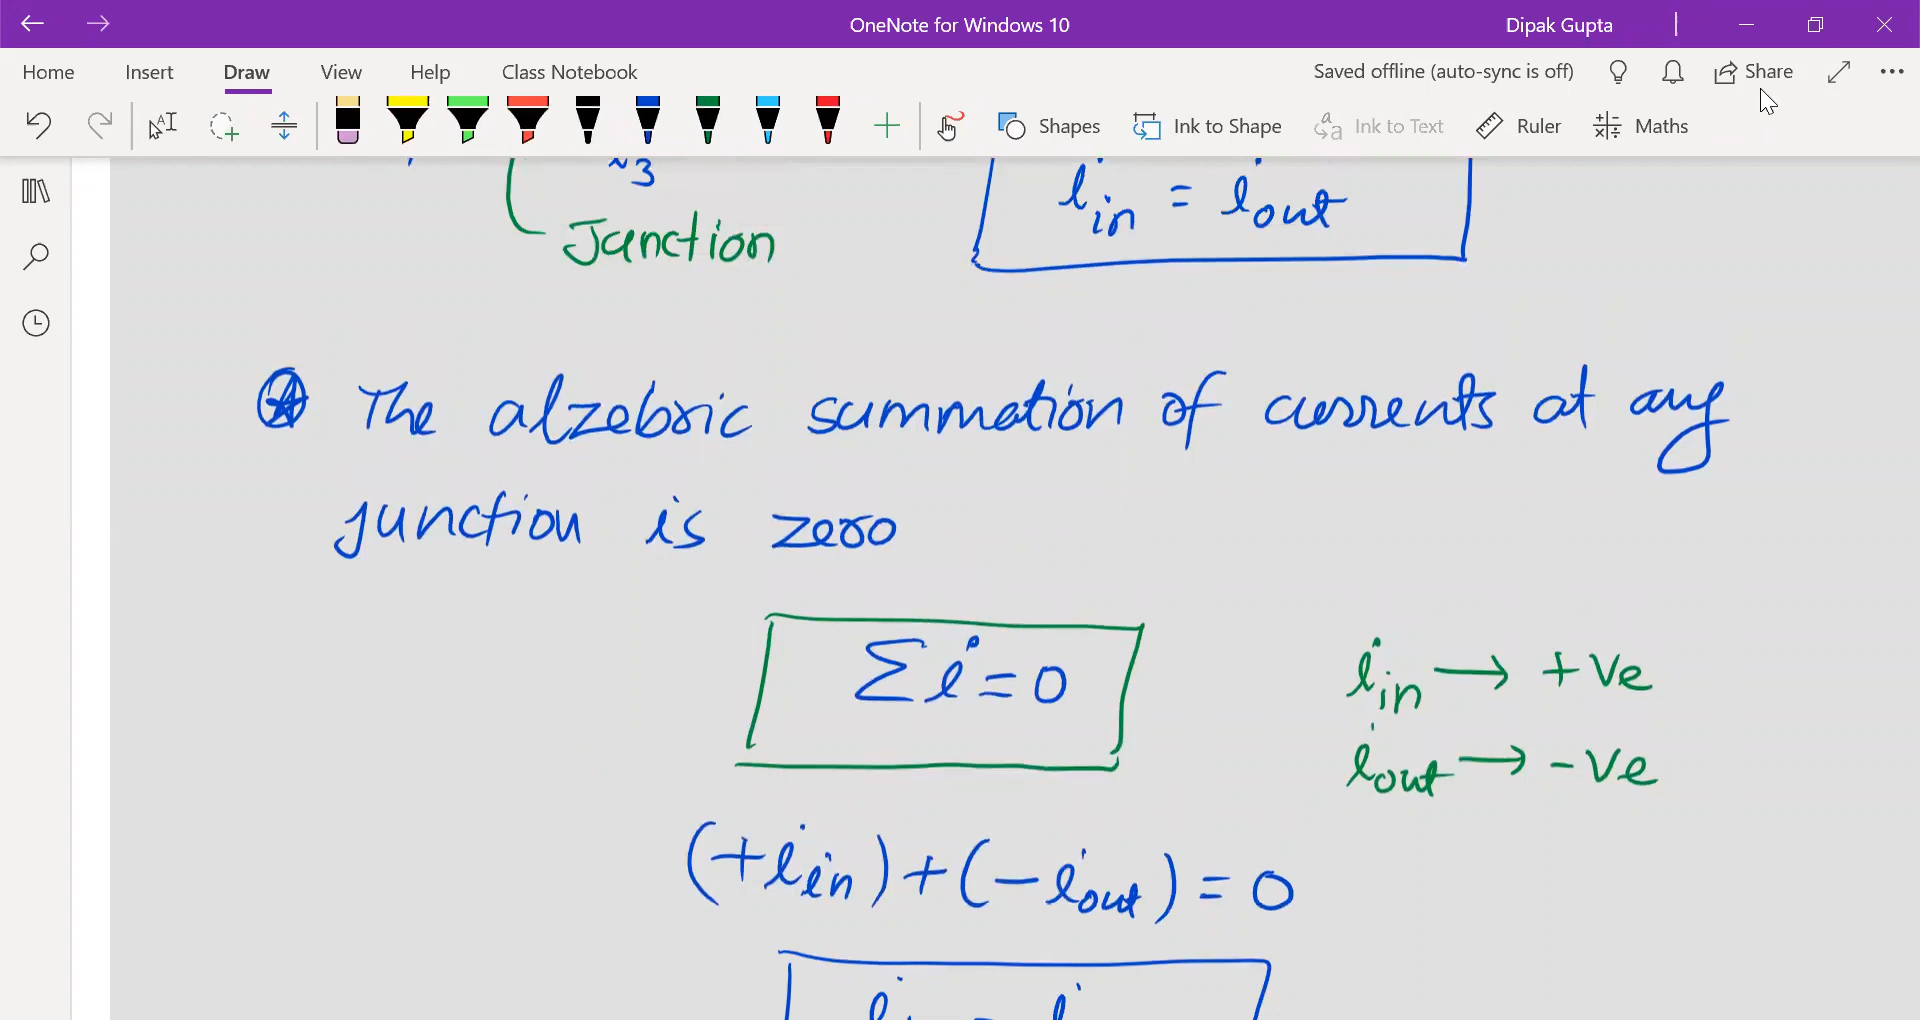 OneNote for Windows 10
Dipak Gupta
Home Insert Draw View Help Class Notebook
Saved offline (auto-sync is off) Share
Shapes Ink to Shape Ink to Text Ruler Maths
3
i_in = i_out
Junction
The alzebric summation of currents at any
junction is zero
Σi = 0
i_in → +ve
i_out → -ve
(+i_in) + (-i_out) = 0